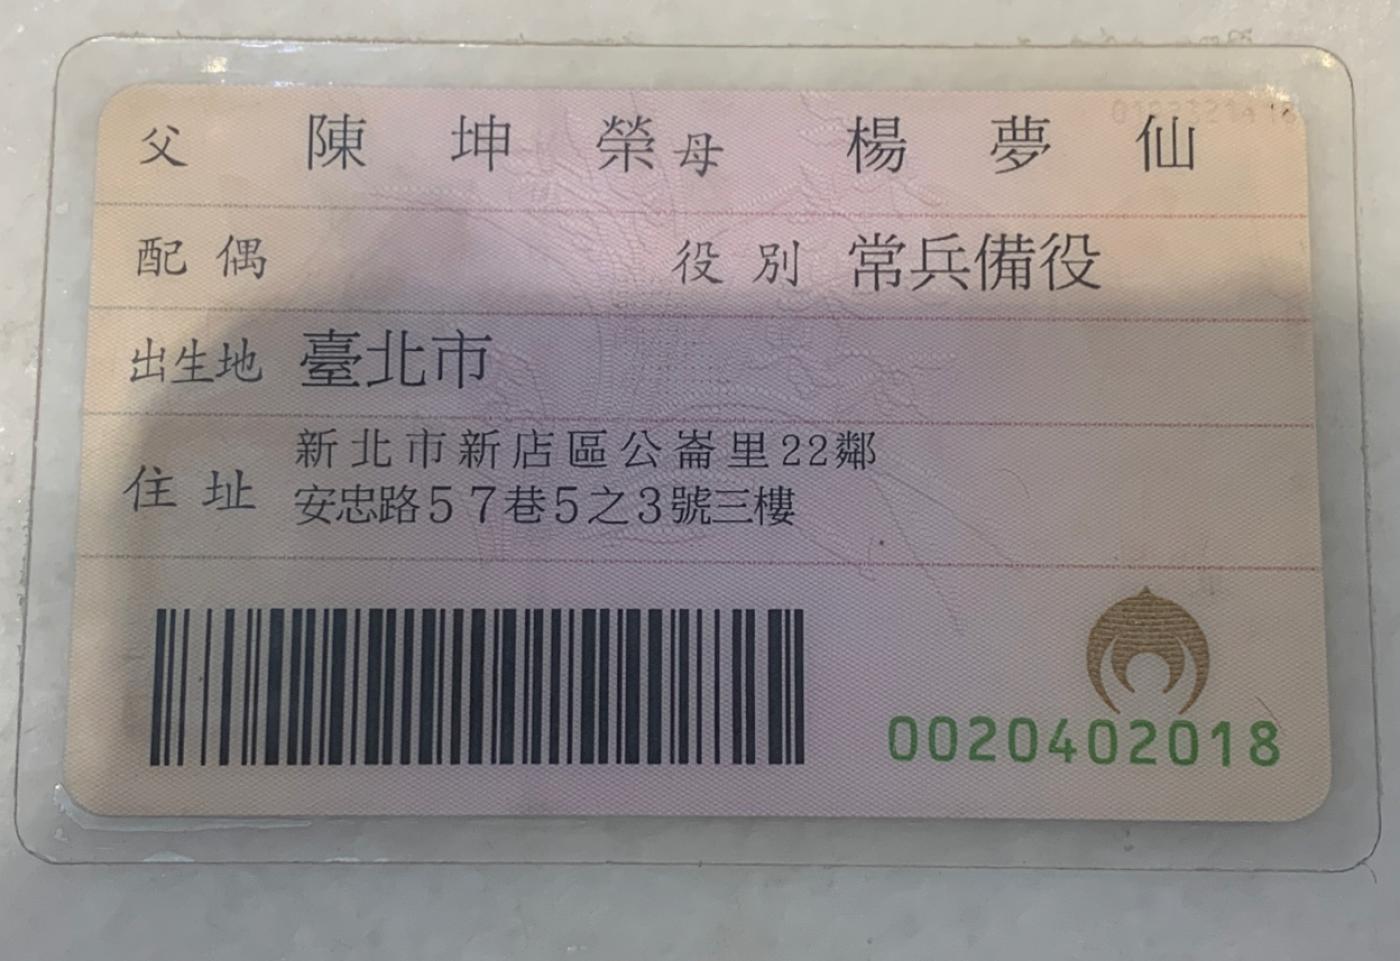 父 陳坤榮 母 楊夢仙
配偶 役別 常兵備役
出生地 臺北市
住址 新北市新店區公崙里22鄰
安忠路57巷5之3號三樓
0020402018